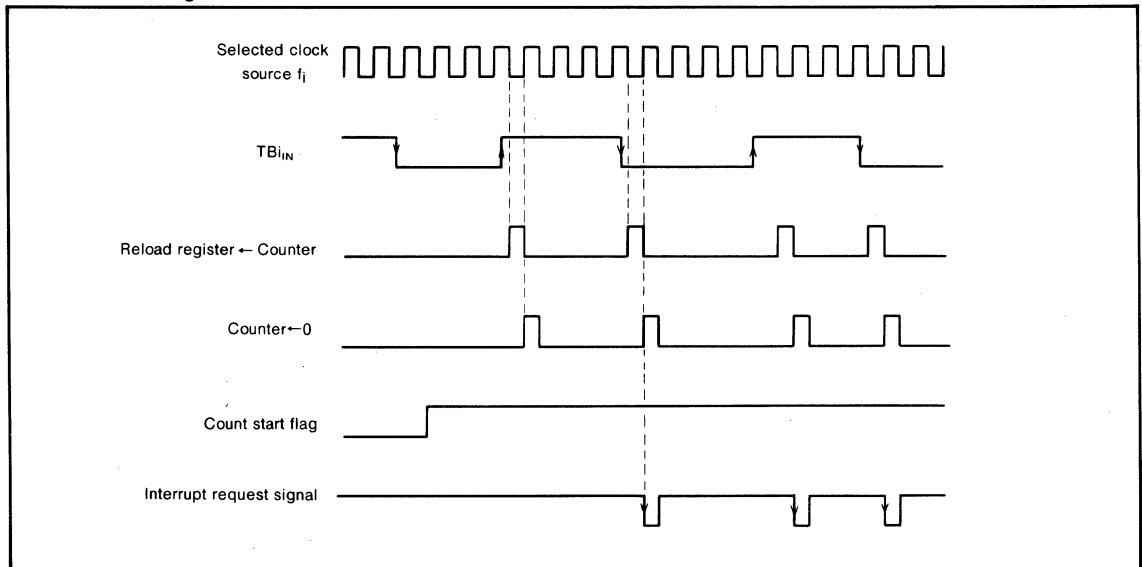 Selected clock
source fi
TBiIN
Reload register ← Counter
Counter←0
Count start flag
Interrupt request signal